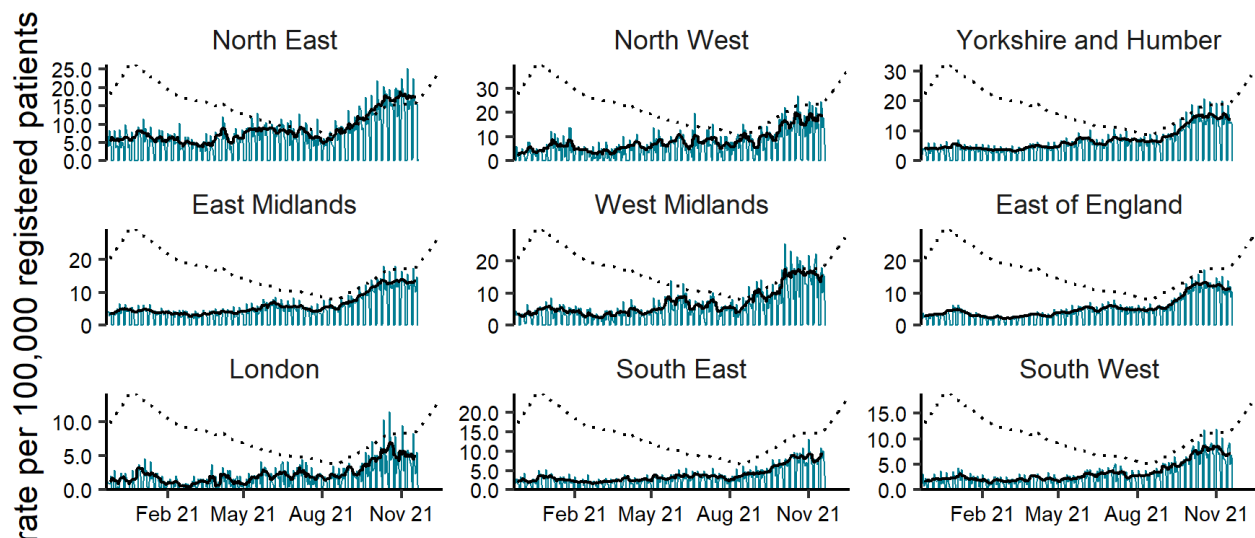 rate per 100,000 registered patients
North East
North West
Yorkshire and Humber
25.0
20.0
15.0
10.0
5.0
0.0
30
20
10
0
30
20
10
0
East Midlands
West Midlands
East of England
20
10
0
20
10
0
20
10
0
London
South East
South West
10.0
5.0
0.0
20.0
15.0
10.0
5.0
0.0
15.0
10.0
5.0
0.0
Feb 21 May 21 Aug 21 Nov 21
Feb 21 May 21 Aug 21 Nov 21
Feb 21 May 21 Aug 21 Nov 21